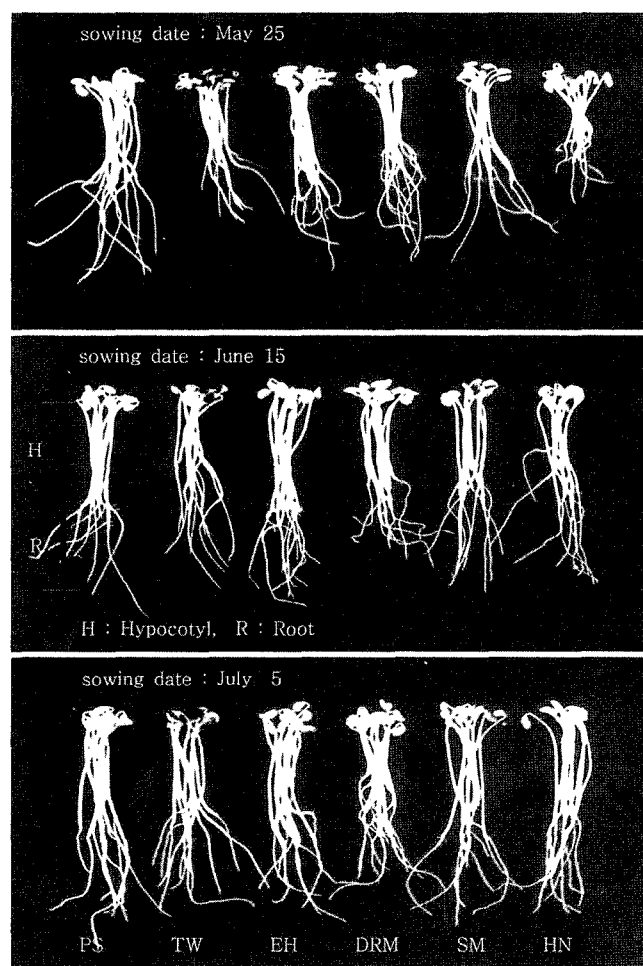 sowing date : May 25
sowing date : June 15
H
R
H : Hypocotyl, R : Root
sowing date : July 5
PS TW EH DRM SM HN